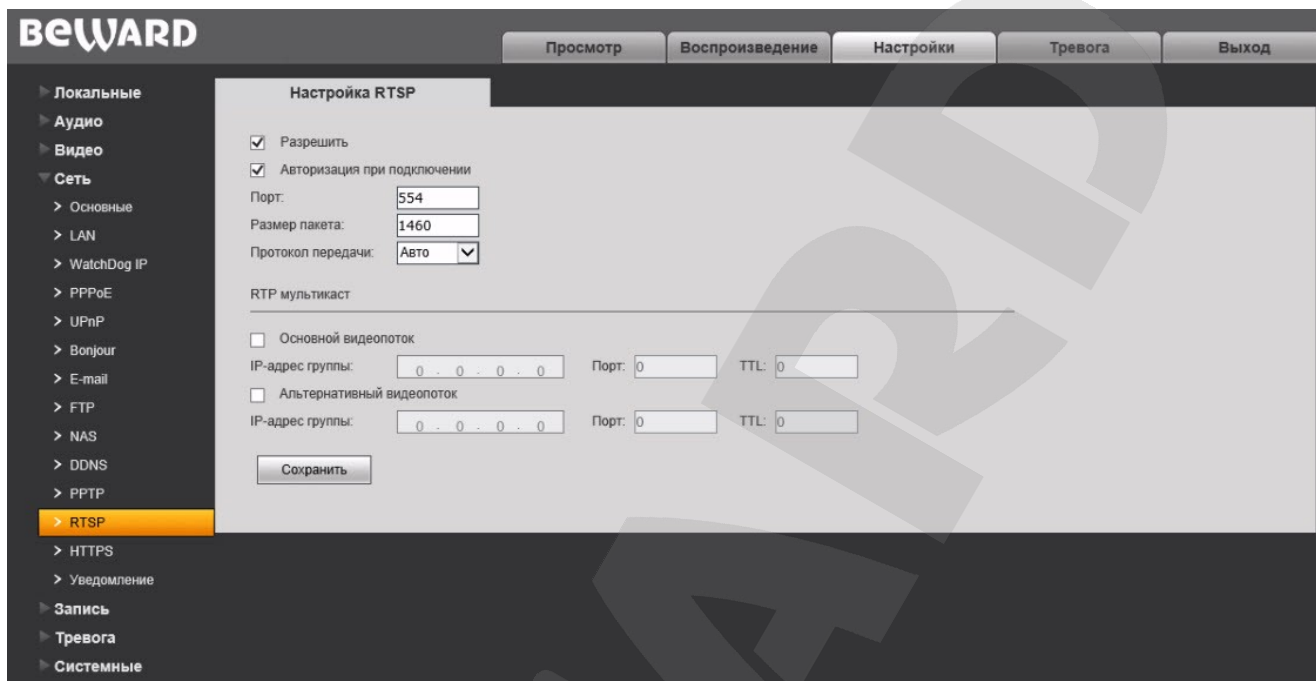 BEWARD
Просмотр Воспроизведение Настройки Тревога Выход
Локальные
Аудио
Видео
Сеть
Основные
LAN
WatchDog IP
PPPoE
UPnP
Bonjour
E-mail
FTP
NAS
DDNS
PPTP
RTSP
HTTPS
Уведомление
Запись
Тревога
Системные
Настройка RTSP
Разрешить
Авторизация при подключении
Порт: 554
Размер пакета: 1460
Протокол передачи: Авто
RTP мультикаст
Основной видеопоток
IP-адрес группы: 0 . 0 . 0 . 0 Порт: 0 TTL: 0
Альтернативный видеопоток
IP-адрес группы: 0 . 0 . 0 . 0 Порт: 0 TTL: 0
Сохранить